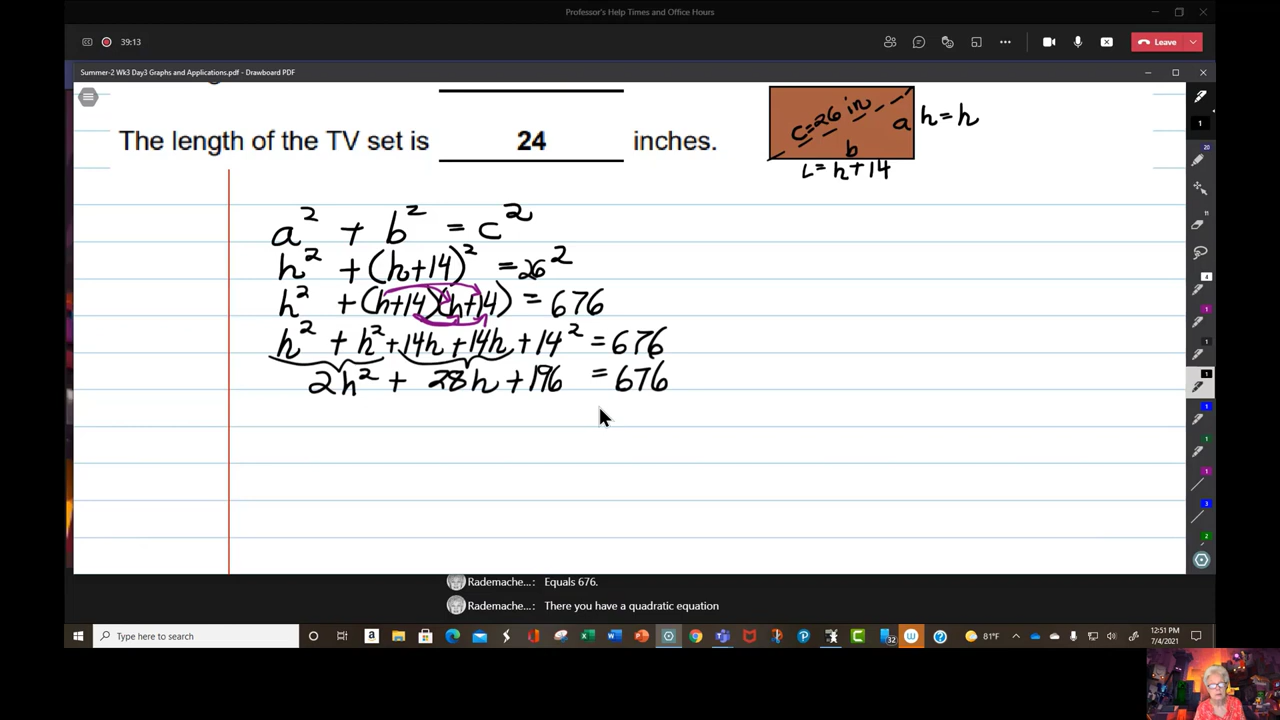 Professor's Help Times and Office Hours
39:13
Leave
Summer-2 Wk3 Day3 Graphs and Applications.pdf - Drawboard PDF
The length of the TV set is 24 inches.
c=26 in
a
h=h
b
L=h+14
a² + b² = c²
h² + (h+14)² = 26²
h² + (h+14)(h+14) = 676
h² + h² + 14h + 14h + 14² = 676
2h² + 28h + 196 = 676
Rademache...: Equals 676.
Rademache...: There you have a quadratic equation
Type here to search
81°F
12:51 PM
7/4/2021